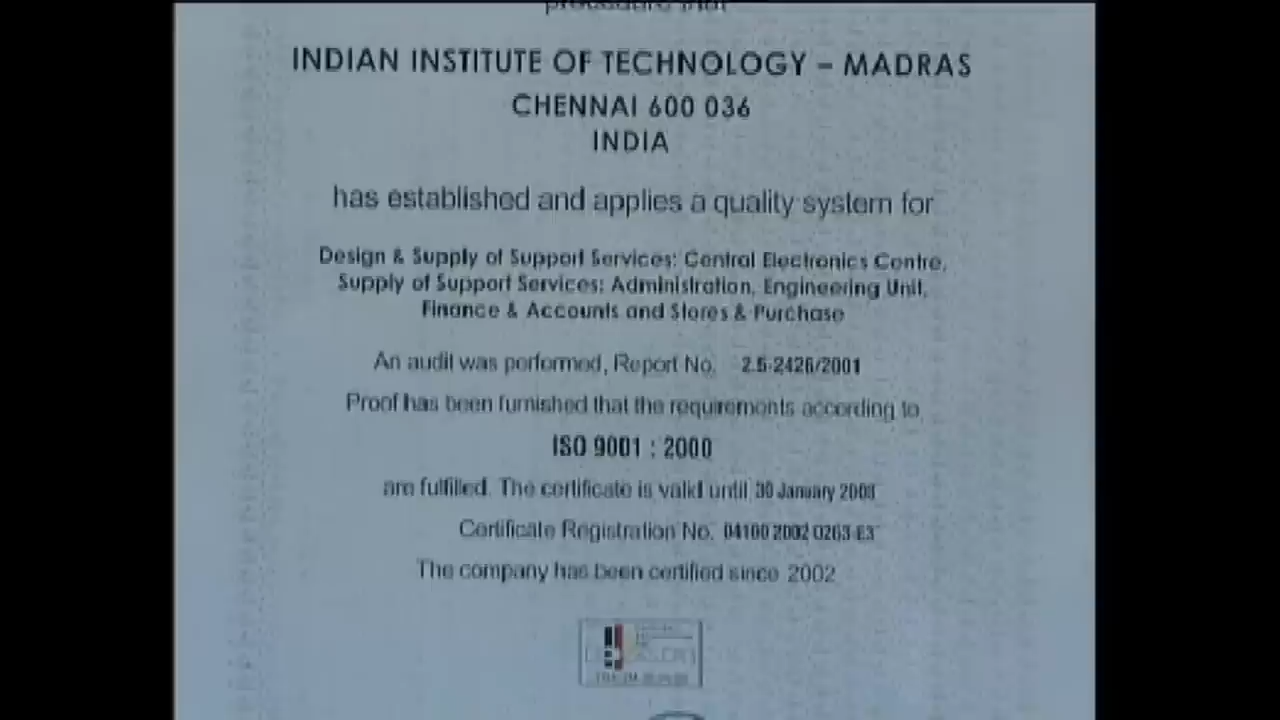 procedure that
INDIAN INSTITUTE OF TECHNOLOGY – MADRAS
CHENNAI 600 036
INDIA
has established and applies a quality system for
Design & Supply of Support Services: Central Electronics Centre,
Supply of Support Services: Administration, Engineering Unit,
Finance & Accounts and Stores & Purchase
An audit was performed, Report No. 2.5-2426/2001
Proof has been furnished that the requirements according to
ISO 9001 : 2000
are fulfilled. The certificate is valid until 30 January
Certificate Registration No. 04100 2002 0263
The company has been certified since 2002